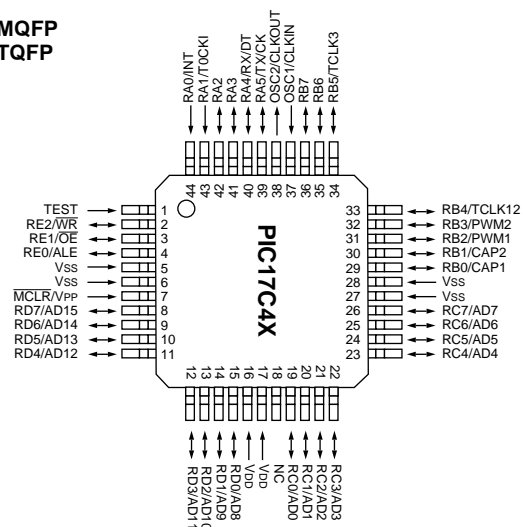 MQFP
TQFP
RA0/INT
RA1/T0CKI
RA2
RA3
RA4/RX/DT
RA5/TX/CK
OSC2/CLKOUT
OSC1/CLKIN
RB7
RB6
RB5/TCLK3
44
43
42
41
40
39
38
37
36
35
34
TEST 1
RE2/WR 2
RE1/OE 3
RE0/ALE 4
VSS 5
VSS 6
MCLR/VPP 7
RD7/AD15 8
RD6/AD14 9
RD5/AD13 10
RD4/AD12 11
PIC17C4X
33 RB4/TCLK12
32 RB3/PWM2
31 RB2/PWM1
30 RB1/CAP2
29 RB0/CAP1
28 VSS
27 VSS
26 RC7/AD7
25 RC6/AD6
24 RC5/AD5
23 RC4/AD4
12
13
14
15
16
17
18
19
20
21
22
RD3/AD11
RD2/AD10
RD1/AD9
RD0/AD8
VDD
VDD
NC
RC0/AD0
RC1/AD1
RC2/AD2
RC3/AD3